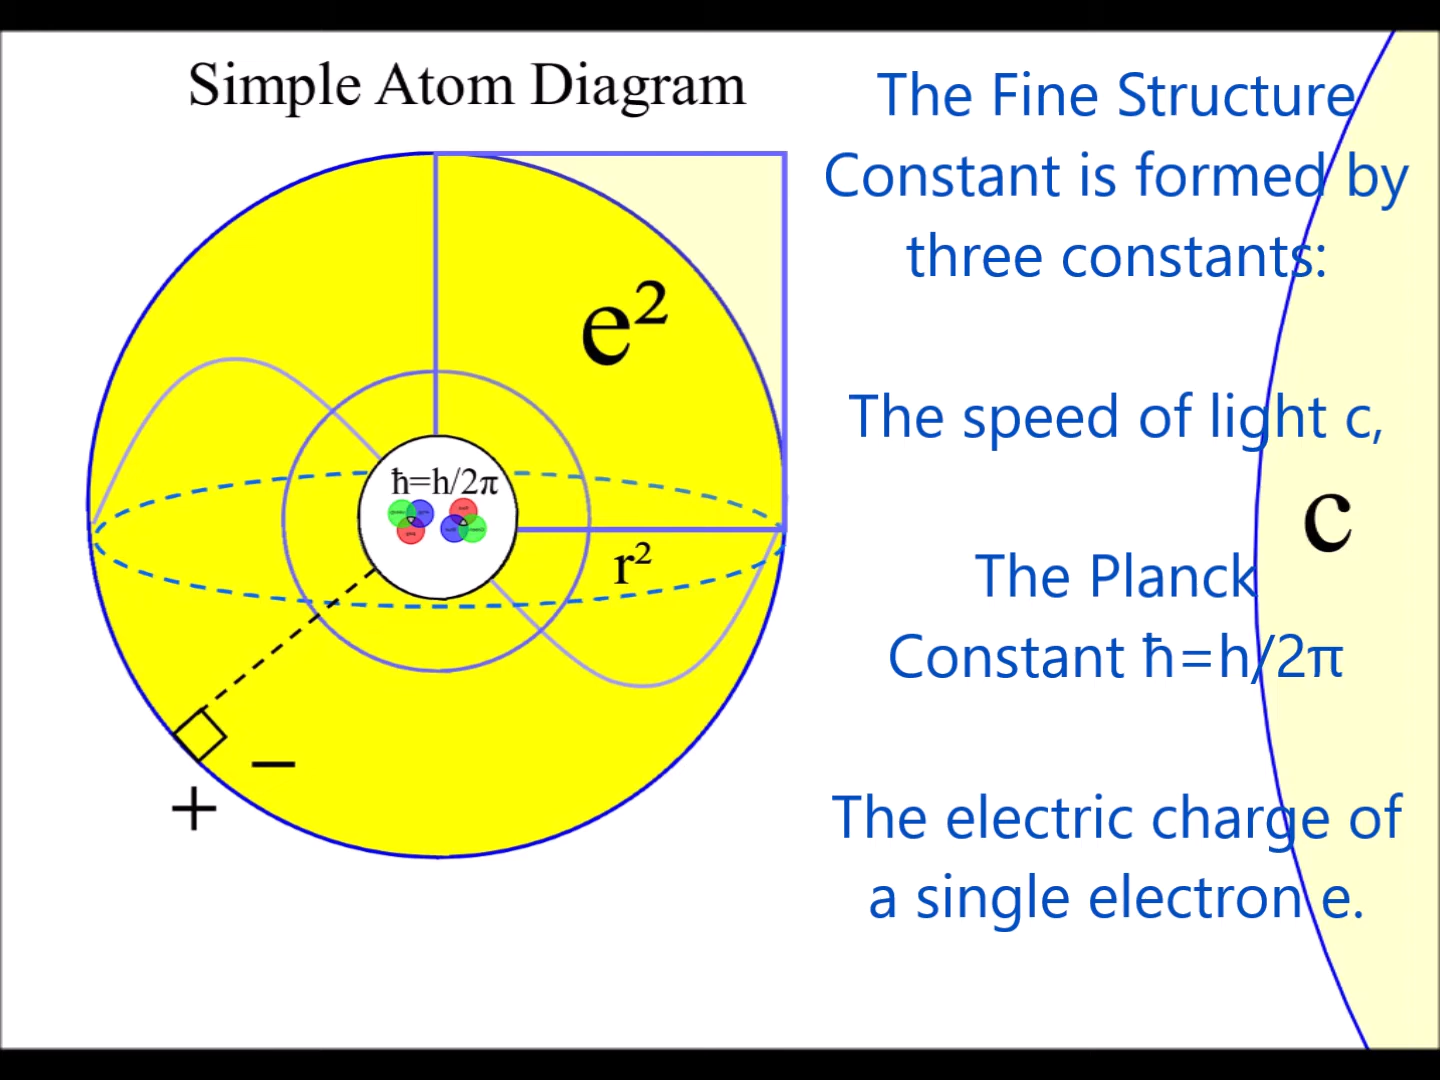 Simple Atom Diagram
e²
ħ=h/2π
r²
−
+
The Fine Structure
Constant is formed by
three constants:
The speed of light c,
c
The Planck
Constant ħ=h/2π
The electric charge of
a single electron e.